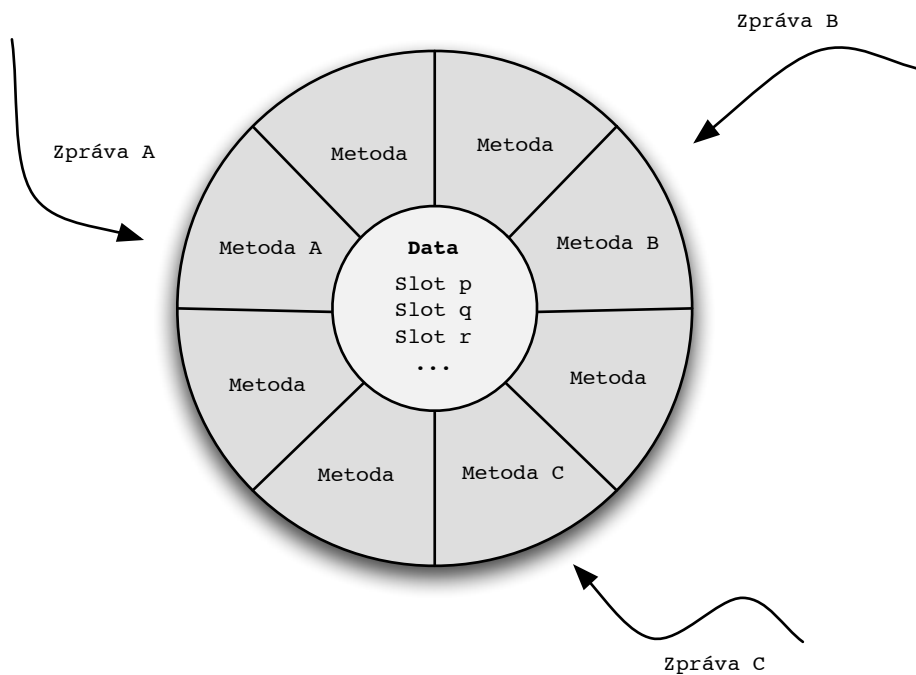 Zpráva B
Zpráva A
Metoda
Metoda
Metoda A
Data
Metoda B
Slot p
Slot q
Slot r
...
Metoda
Metoda
Metoda
Metoda C
Zpráva C